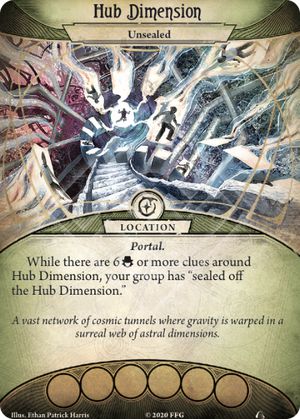 Hub Dimension
Unsealed
LOCATION
Portal.
While there are 6 or more clues around
Hub Dimension, your group has “sealed off
the Hub Dimension.”
A vast network of cosmic tunnels where gravity is warped in a
surreal web of astral dimensions.
Illus. Ethan Patrick Harris
© 2020 FFG